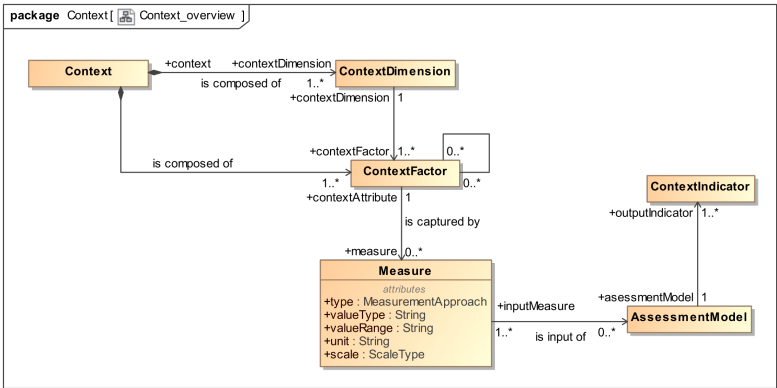 package Context [ Context_overview ]
Context
+context
+contextDimension
ContextDimension
is composed of
1..*
+contextDimension
1
is composed of
+contextFactor
1..*
0..*
1..*
ContextFactor
0..*
+contextAttribute
1
is captured by
+measure
0..*
ContextIndicator
+outputIndicator
1..*
Measure
attributes
+type : MeasurementApproach
+valueType : String
+valueRange : String
+unit : String
+scale : ScaleType
+inputMeasure
1..*
is input of
0..*
+asessmentModel
1
AssessmentModel